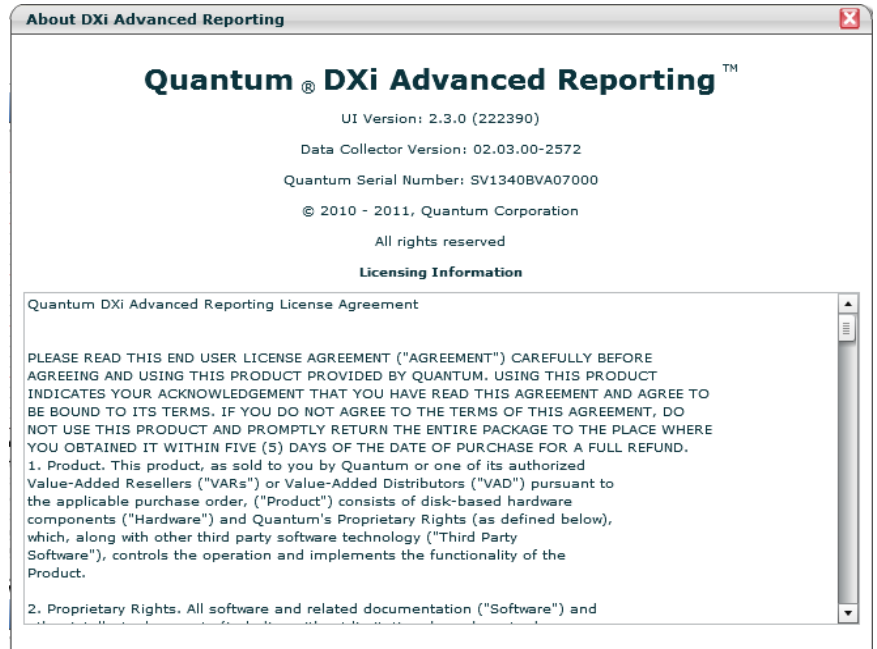 About DXi Advanced Reporting
Quantum ® DXi Advanced Reporting ™
UI Version: 2.3.0 (222390)
Data Collector Version: 02.03.00-2572
Quantum Serial Number: SV1340BVA07000
© 2010 - 2011, Quantum Corporation
All rights reserved
Licensing Information
Quantum DXi Advanced Reporting License Agreement
PLEASE READ THIS END USER LICENSE AGREEMENT ("AGREEMENT") CAREFULLY BEFORE
AGREEING AND USING THIS PRODUCT PROVIDED BY QUANTUM. USING THIS PRODUCT
INDICATES YOUR ACKNOWLEDGEMENT THAT YOU HAVE READ THIS AGREEMENT AND AGREE TO
BE BOUND TO ITS TERMS. IF YOU DO NOT AGREE TO THE TERMS OF THIS AGREEMENT, DO
NOT USE THIS PRODUCT AND PROMPTLY RETURN THE ENTIRE PACKAGE TO THE PLACE WHERE
YOU OBTAINED IT WITHIN FIVE (5) DAYS OF THE DATE OF PURCHASE FOR A FULL REFUND.
1. Product. This product, as sold to you by Quantum or one of its authorized
Value-Added Resellers ("VARs") or Value-Added Distributors ("VAD") pursuant to
the applicable purchase order, ("Product") consists of disk-based hardware
components ("Hardware") and Quantum's Proprietary Rights (as defined below),
which, along with other third party software technology ("Third Party
Software"), controls the operation and implements the functionality of the
Product.
2. Proprietary Rights. All software and related documentation ("Software") and